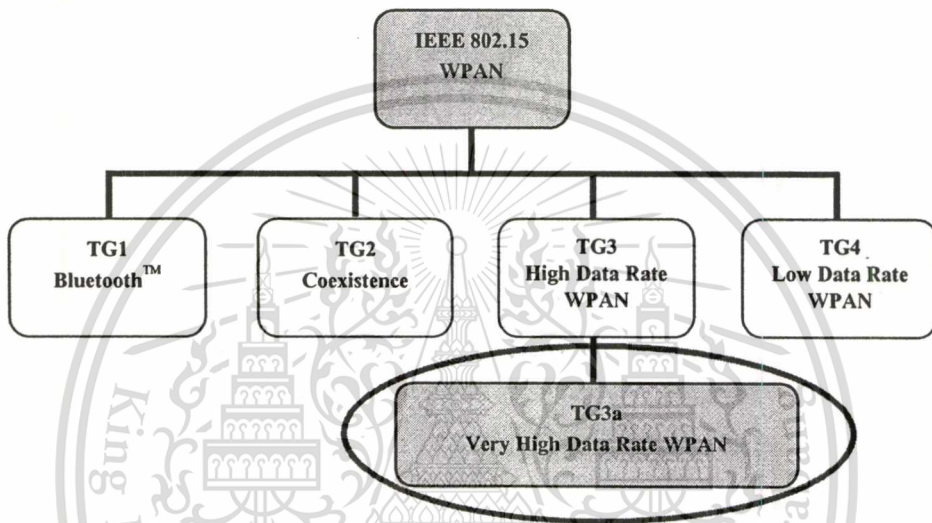 IEEE 802.15
WPAN
TG1
Bluetooth™
TG2
Coexistence
TG3
High Data Rate
WPAN
TG4
Low Data Rate
WPAN
TG3a
Very High Data Rate WPAN
King